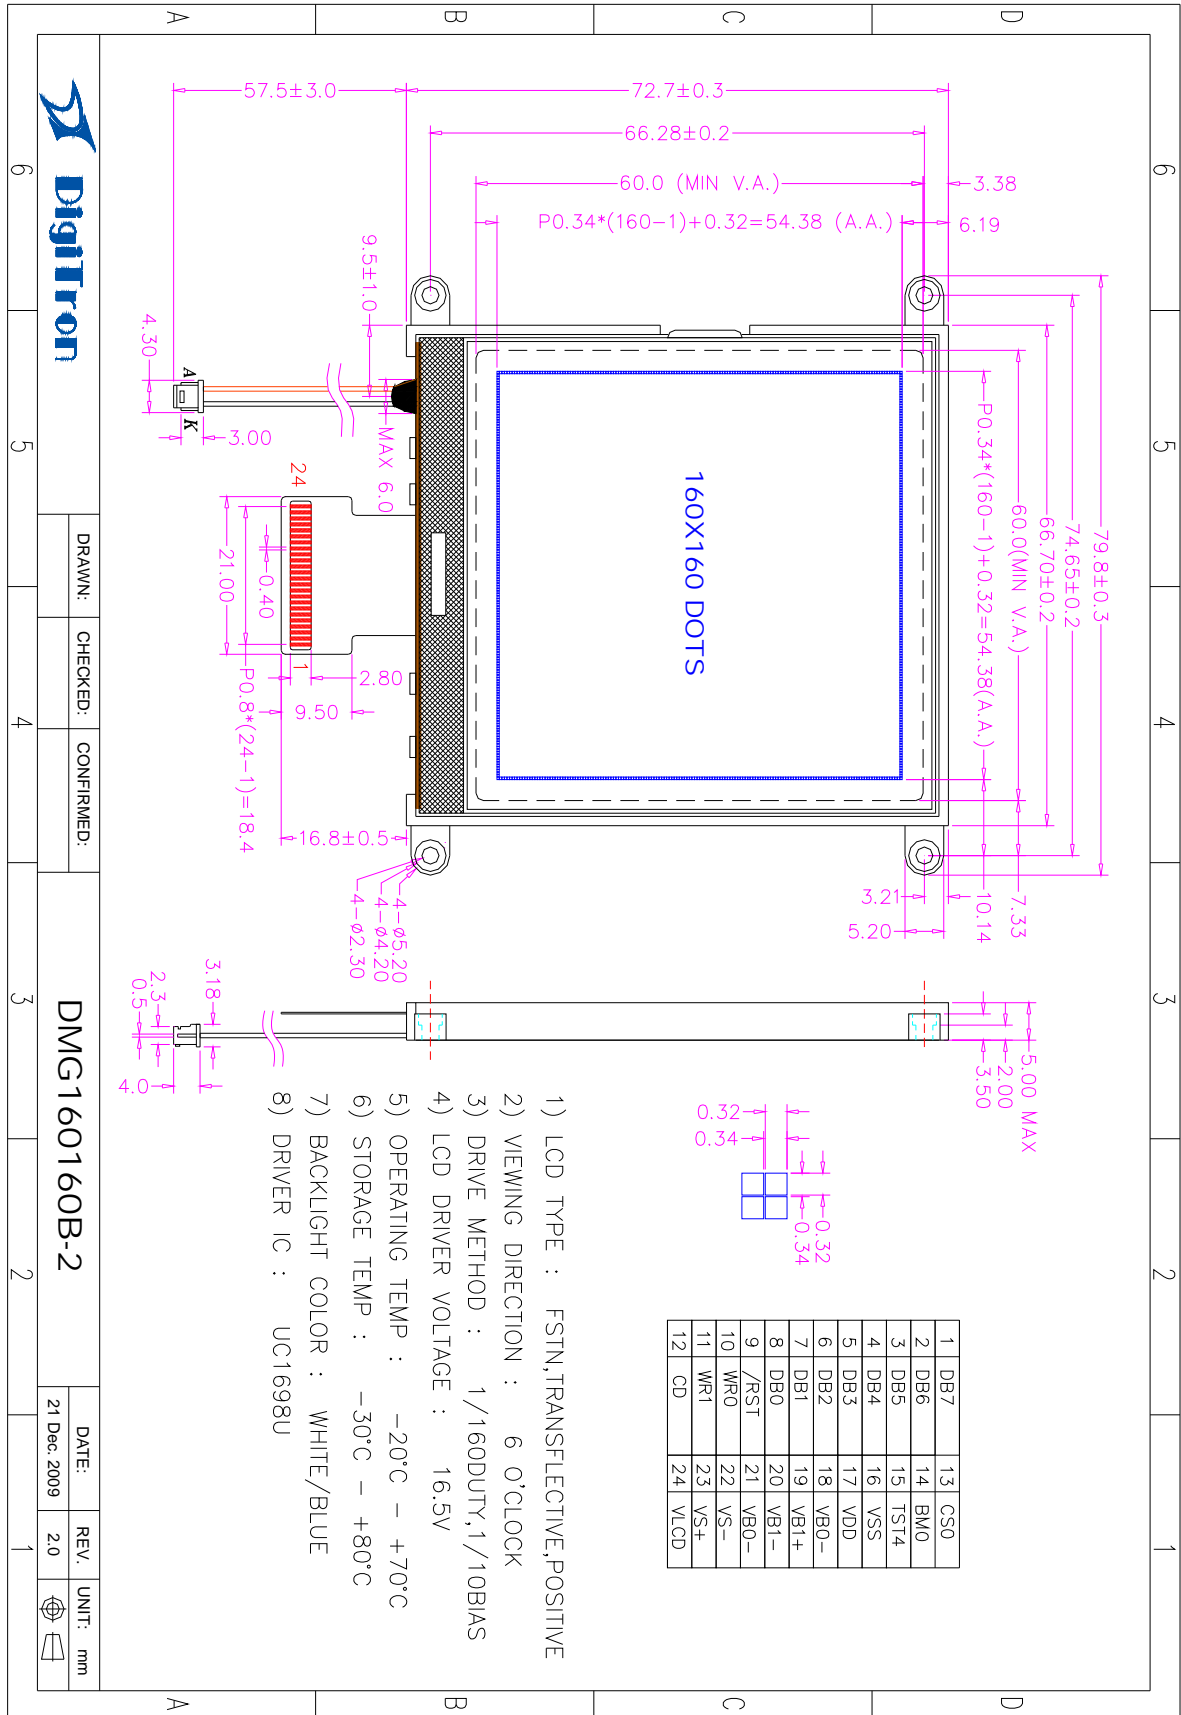 6
5
4
3
2
1
D
C
B
A
79.8±0.3
74.65±0.2
66.70±0.2
60.0(MIN V.A.)
P0.34*(160-1)+0.32=54.38(A.A.)
7.33
10.14
3.21
5.20
3.38
6.19
72.7±0.3
66.28±0.2
60.0 (MIN V.A.)
P0.34*(160-1)+0.32=54.38 (A.A.)
57.5±3.0
160X160 DOTS
9.5±1.0
MAX 6.0
4.30
A
K
3.00
24
1
21.00
0.40
P0.8*(24-1)=18.4
2.80
9.50
16.8±0.5
4-ø5.20
4-ø4.20
4-ø2.30
5.00 MAX
2.00
3.50
3.18
2.3
0.5
4.0
0.32
0.34
0.32
0.34
1 DB7 13 CS0
2 DB6 14 BM0
3 DB5 15 TST4
4 DB4 16 VSS
5 DB3 17 VDD
6 DB2 18 VB0-
7 DB1 19 VB1+
8 DB0 20 VB1-
9 /RST 21 VB0-
10 WR0 22 VS-
11 WR1 23 VS+
12 CD 24 VLCD
1) LCD TYPE : FSTN,TRANSFLECTIVE,POSITIVE
2) VIEWING DIRECTION : 6 O'CLOCK
3) DRIVE METHOD : 1/160DUTY,1/10BIAS
4) LCD DRIVER VOLTAGE : 16.5V
5) OPERATING TEMP : -20°C - +70°C
6) STORAGE TEMP : -30°C - +80°C
7) BACKLIGHT COLOR : WHITE/BLUE
8) DRIVER IC : UC1698U
DigiTron
DRAWN:
CHECKED:
CONFIRMED:
DMG160160B-2
DATE:
21 Dec. 2009
REV.
2.0
UNIT: mm
D
C
B
A
6
5
4
3
2
1